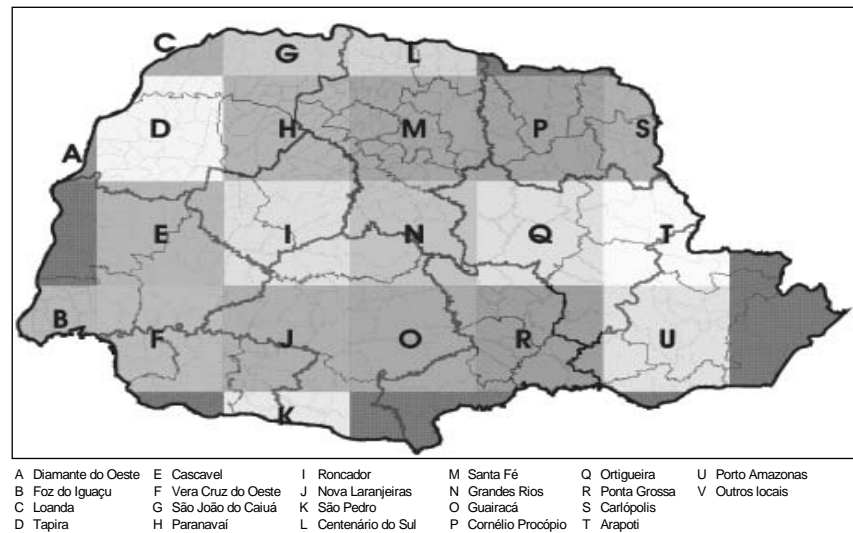 C G L
D H M P S
A
E I N Q T
B F J O R U
K
A Diamante do Oeste E Cascavel I Roncador M Santa Fé Q Ortigueira U Porto Amazonas
B Foz do Iguaçu F Vera Cruz do Oeste J Nova Laranjeiras N Grandes Rios R Ponta Grossa V Outros locais
C Loanda G São João do Caiuá K São Pedro O Guairacá S Carlópolis
D Tapira H Paranavaí L Centenário do Sul P Cornélio Procópio T Arapoti